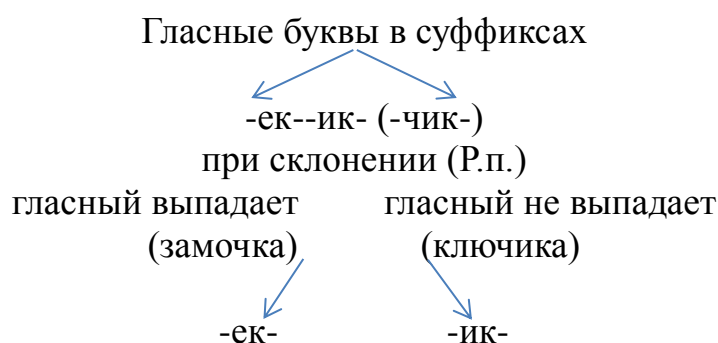 Гласные буквы в суффиксах
-ек--ик- (-чик-)
при склонении (Р.п.)
гласный выпадает гласный не выпадает
(замочка) (ключика)
-ек- -ик-